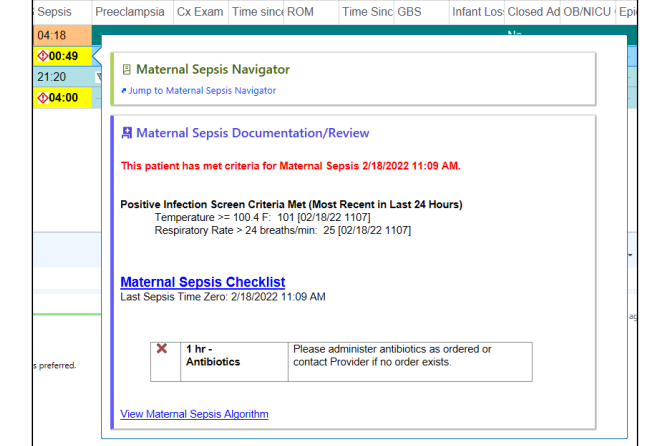 Sepsis Preeclampsia Cx Exam Time since ROM Time Sinc GBS Infant Los Closed Ad OB/NICU Epi
04:18
00:49
21:20
04:00
Maternal Sepsis Navigator
Jump to Maternal Sepsis Navigator
Maternal Sepsis Documentation/Review
This patient has met criteria for Maternal Sepsis 2/18/2022 11:09 AM.
Positive Infection Screen Criteria Met (Most Recent in Last 24 Hours)
Temperature >= 100.4 F: 101 [02/18/22 1107]
Respiratory Rate > 24 breaths/min: 25 [02/18/22 1107]
Maternal Sepsis Checklist
Last Sepsis Time Zero: 2/18/2022 11:09 AM
1 hr - Please administer antibiotics as ordered or
Antibiotics contact Provider if no order exists.
s preferred.
ag
View Maternal Sepsis Algorithm